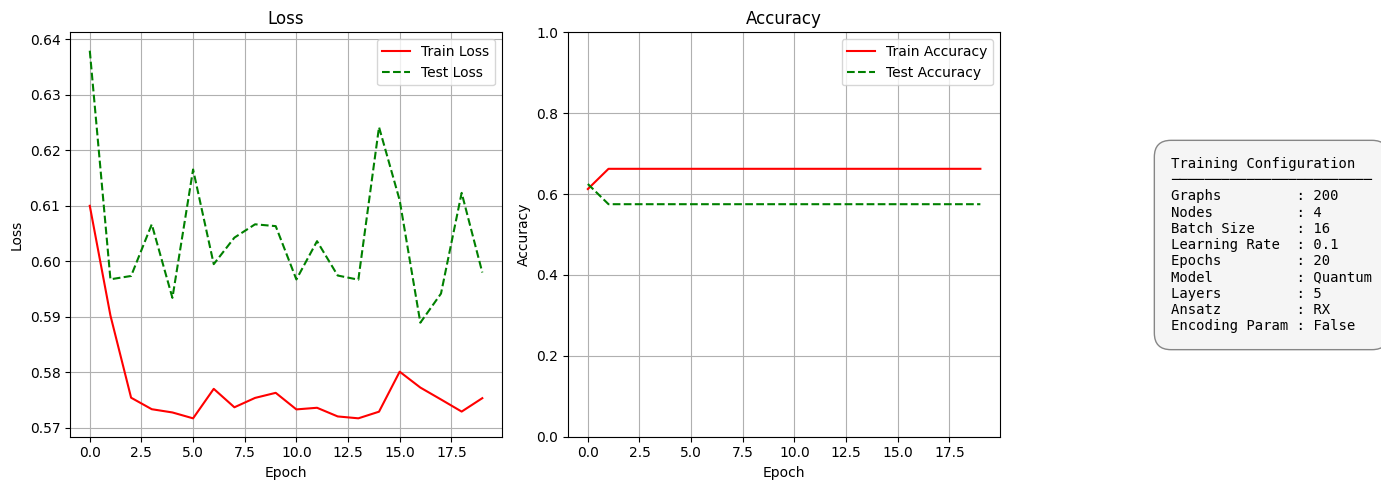 Loss
0.64
0.63
0.62
0.61
0.60
0.59
0.58
0.57
Loss
Train Loss
Test Loss
0.0
2.5
5.0
7.5
10.0
12.5
15.0
17.5
Epoch
Accuracy
1.0
0.8
0.6
0.4
0.2
0.0
Accuracy
Train Accuracy
Test Accuracy
0.0
2.5
5.0
7.5
10.0
12.5
15.0
17.5
Epoch
Training Configuration
Graphs : 200
Nodes : 4
Batch Size : 16
Learning Rate : 0.1
Epochs : 20
Model : Quantum
Layers : 5
Ansatz : RX
Encoding Param : False